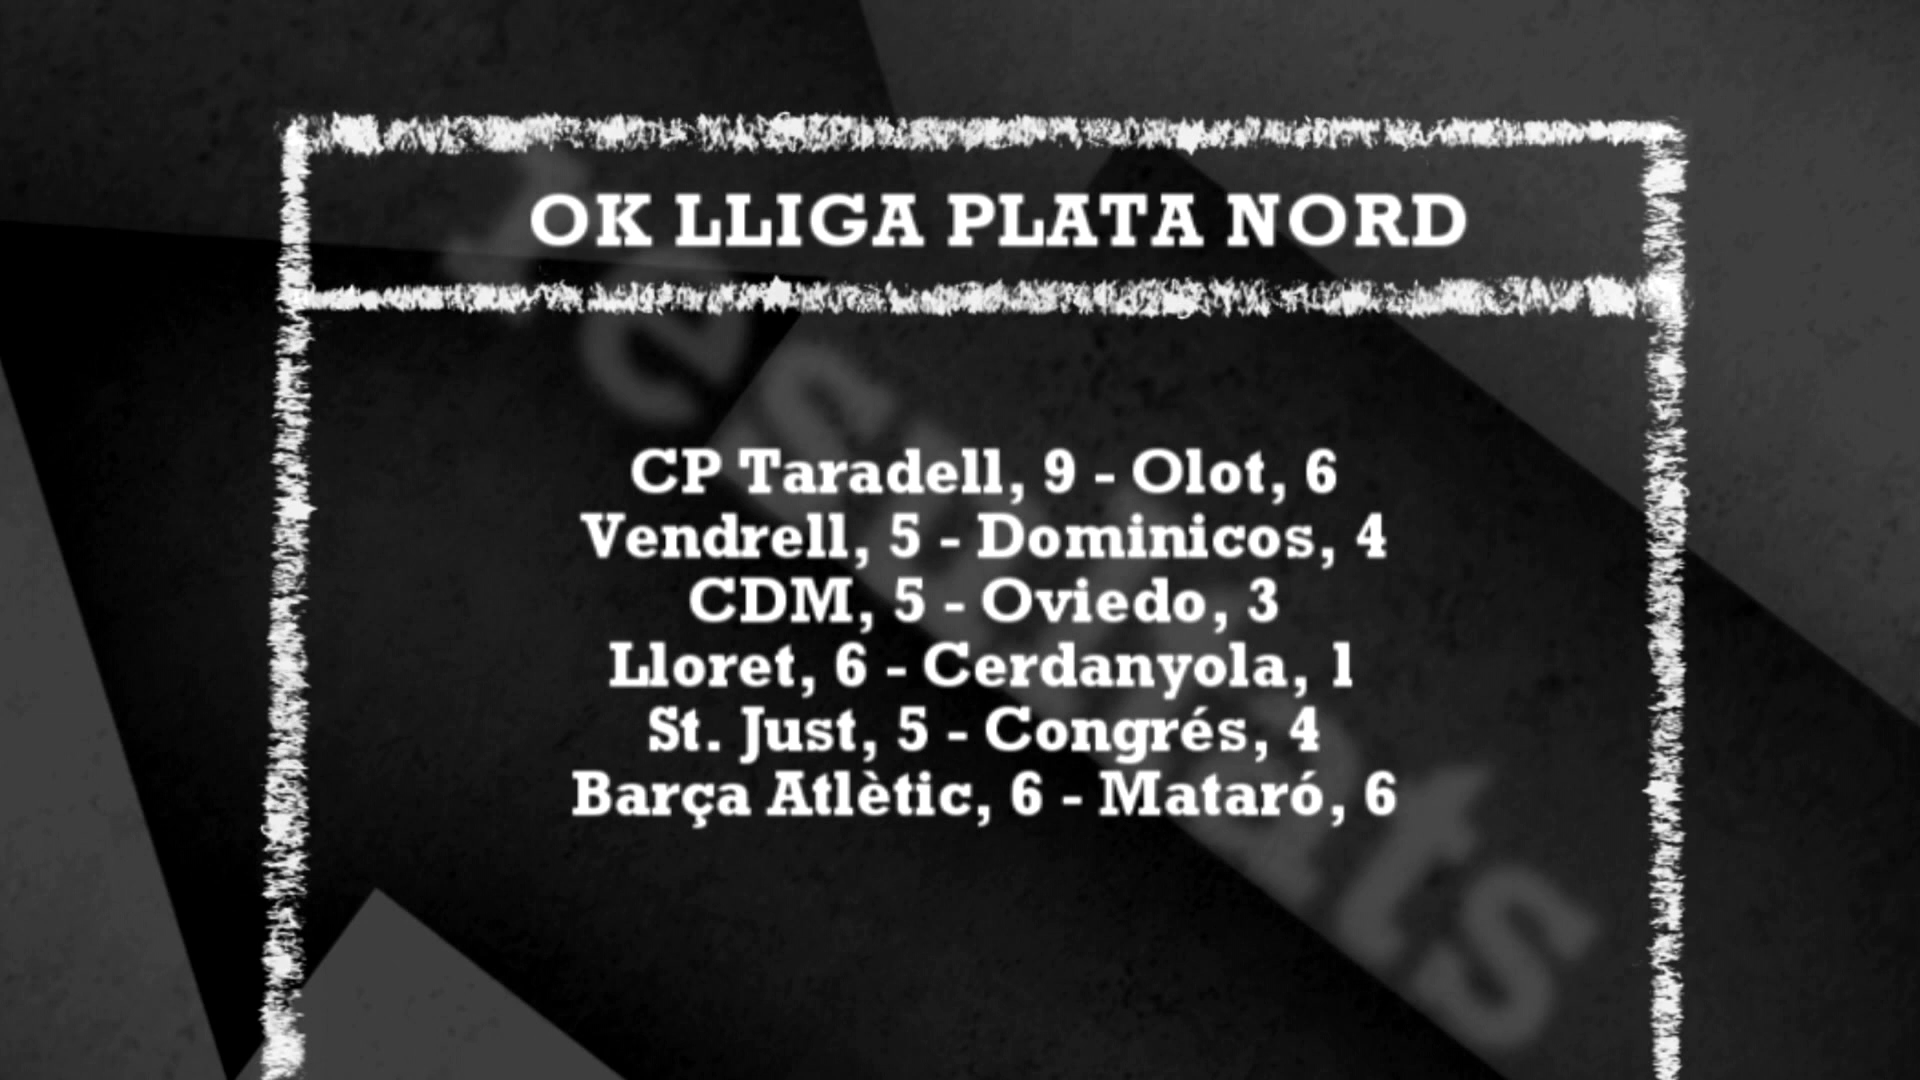 OK LLIGA PLATA NORD
CP Taradell, 9 - Olot, 6
Vendrell, 5 - Dominicos, 4
CDM, 5 - Oviedo, 3
Lloret, 6 - Cerdanyola, 1
St. Just, 5 - Congrés, 4
Barça Atlètic, 6 - Mataró, 6